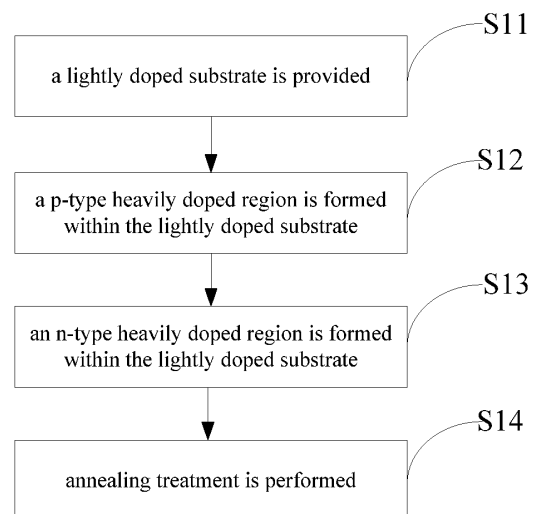 S11
a lightly doped substrate is provided
S12
a p-type heavily doped region is formed
within the lightly doped substrate
S13
an n-type heavily doped region is formed
within the lightly doped substrate
S14
annealing treatment is performed